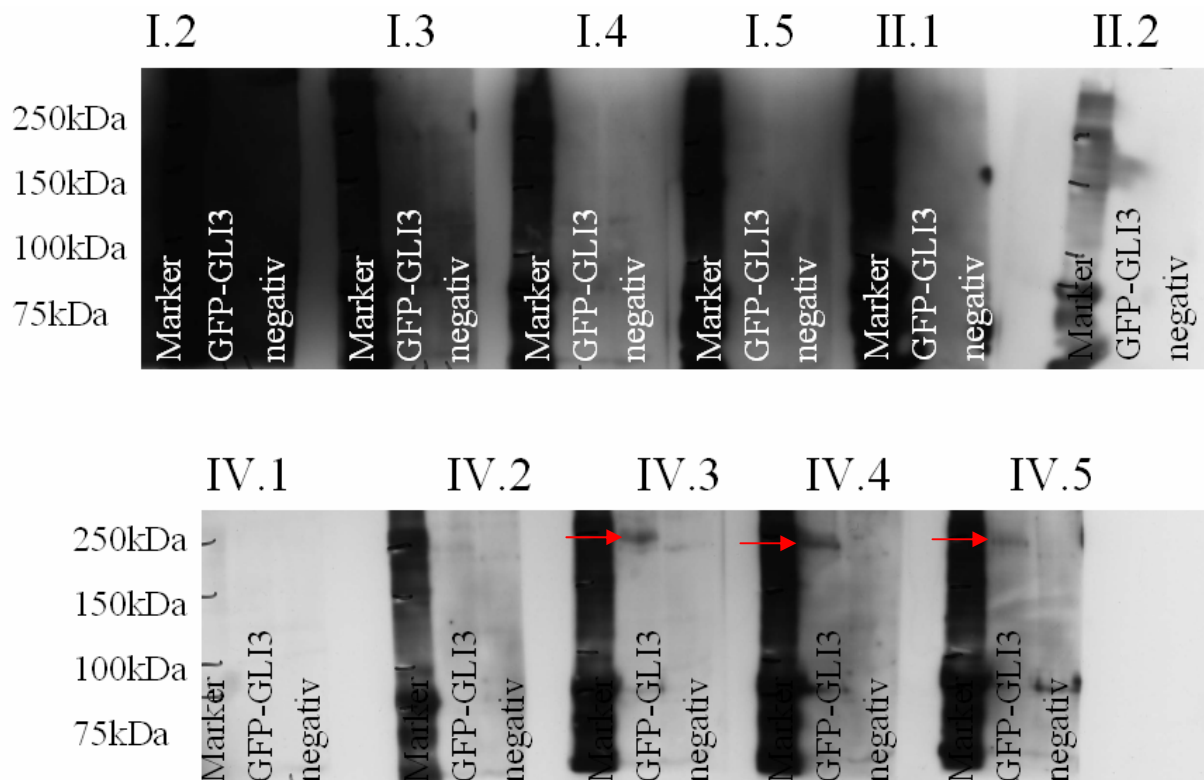 I.2 I.3 I.4 I.5 II.1 II.2
250kDa
150kDa
100kDa
75kDa
Marker
GFP-GLI3
negativ
Marker
GFP-GLI3
negativ
Marker
GFP-GLI3
negativ
Marker
GFP-GLI3
negativ
Marker
GFP-GLI3
negativ
Marker
GFP-GLI3
negativ
IV.1 IV.2 IV.3 IV.4 IV.5
250kDa
150kDa
100kDa
75kDa
Marker
GFP-GLI3
negativ
Marker
GFP-GLI3
negativ
Marker
GFP-GLI3
negativ
Marker
GFP-GLI3
negativ
Marker
GFP-GLI3
negativ